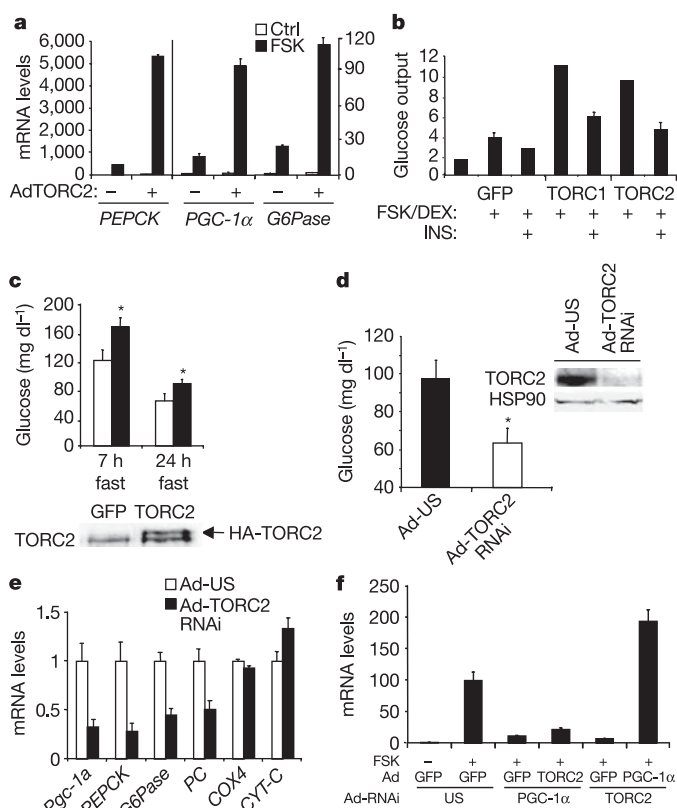 a
Ctrl
FSK
mRNA levels
6,000
5,000
4,000
3,000
2,000
1,000
0
120
90
60
30
0
AdTORC2: – + – + – +
PEPCK PGC-1α G6Pase
b
Glucose output
12
10
8
6
4
2
0
GFP TORC1 TORC2
FSK/DEX: + + + + + +
INS: + + +
c
Glucose (mg dl⁻¹)
200
160
120
80
40
0
*
*
7 h fast
24 h fast
GFP TORC2
TORC2
HA-TORC2
d
Glucose (mg dl⁻¹)
120
100
80
60
40
*
Ad-US
Ad-TORC2 RNAi
Ad-US
Ad-TORC2 RNAi
TORC2
HSP90
e
Ad-US
Ad-TORC2 RNAi
mRNA levels
1.5
1
0.5
0
Pgc-1a PEPCK G6Pase PC COX4 CYT-C
f
mRNA levels
250
200
150
100
50
0
FSK – + + + + +
Ad GFP GFP GFP TORC2 GFP PGC-1α
Ad-RNAi US PGC-1α TORC2